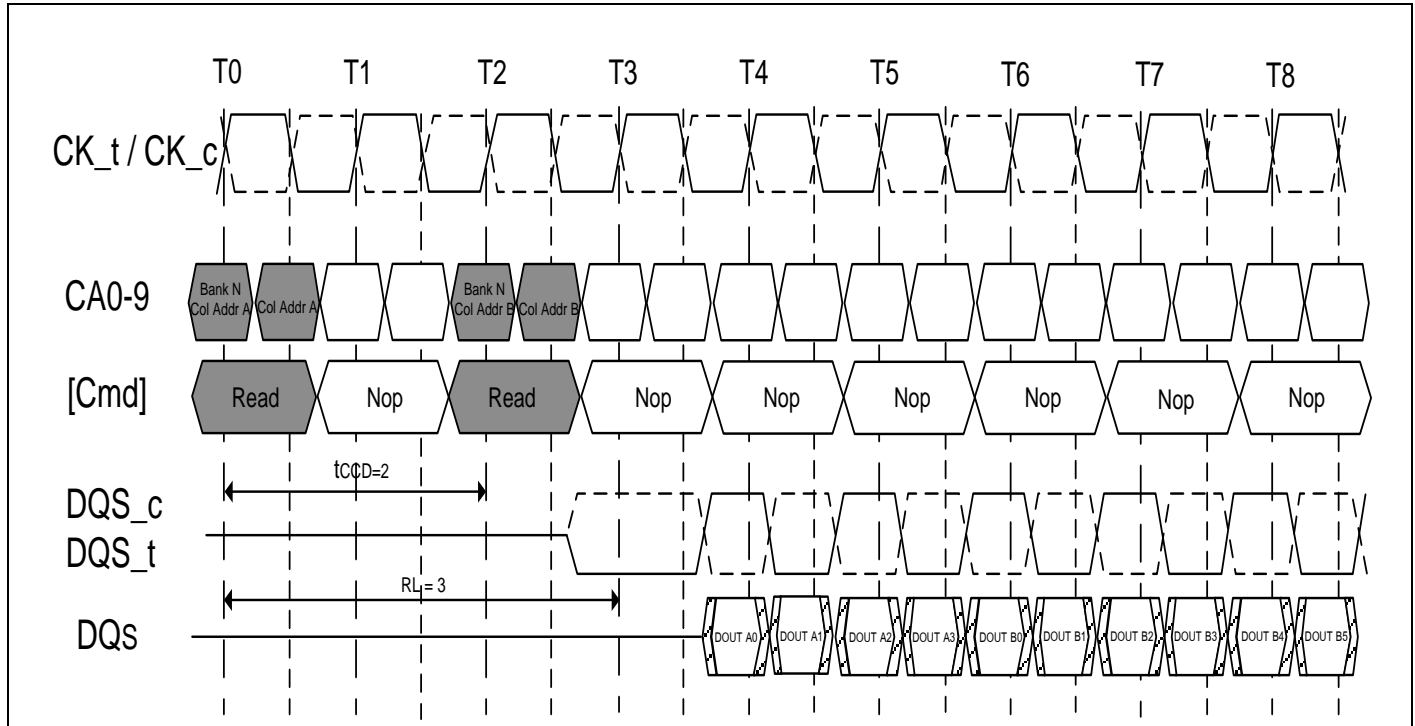 T0 T1 T2 T3 T4 T5 T6 T7 T8
CK_t / CK_c
CA0-9
Bank N
Col Addr A
Col Addr A
Bank N
Col Addr B
Col Addr B
[Cmd]
Read Nop Read Nop Nop Nop Nop Nop Nop
tCCD=2
DQS_c
DQS_t
RL = 3
DQs
DOUT A0 DOUT A1 DOUT A2 DOUT A3 DOUT B0 DOUT B1 DOUT B2 DOUT B3 DOUT B4 DOUT B5